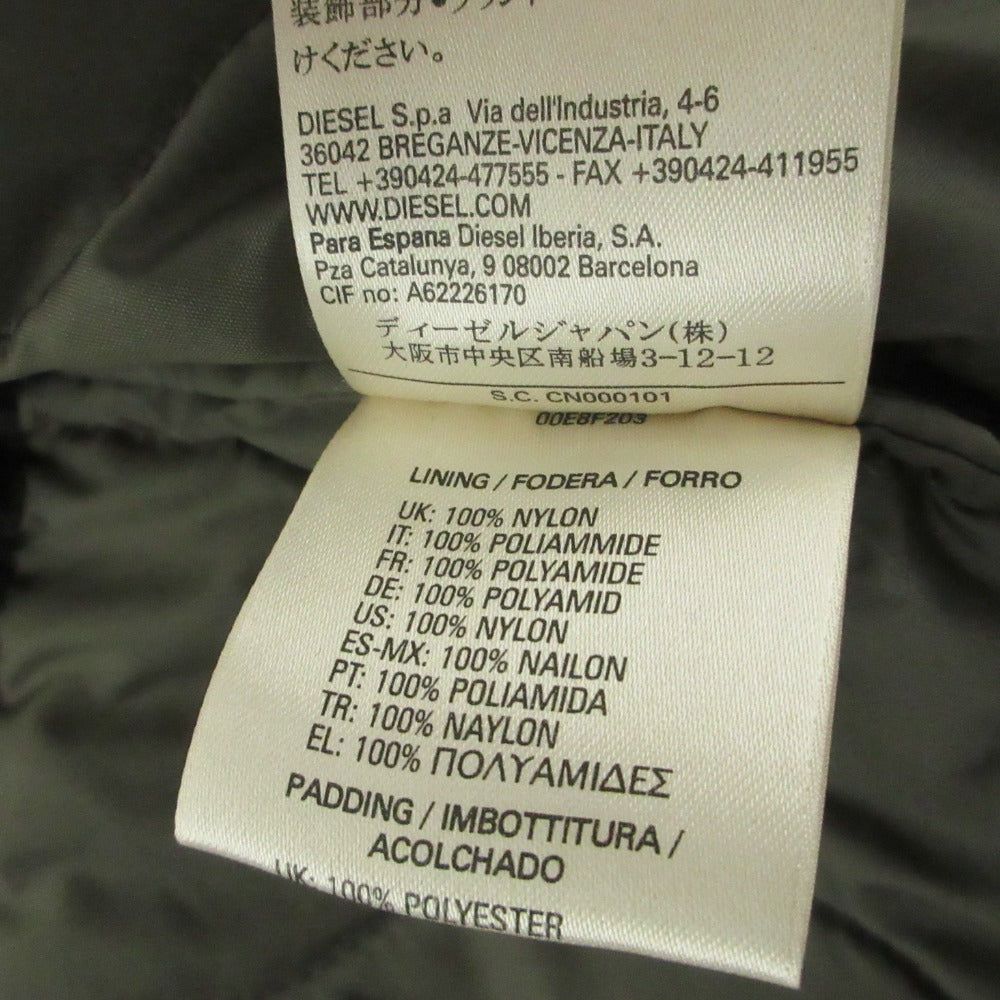 装飾部分・プリント
けください。
DIESEL S.p.a Via dell'Industria, 4-6
36042 BREGANZE-VICENZA-ITALY
TEL +390424-477555 - FAX +390424-411955
WWW.DIESEL.COM
Para Espana Diesel Iberia, S.A.
Pza Catalunya, 9 08002 Barcelona
CIF no: A62226170
ディーゼルジャパン(株)
大阪市中央区南船場3-12-12
S.C. CN000101
00E8F203
LINING / FODERA / FORRO
UK: 100% NYLON
IT: 100% POLIAMMIDE
FR: 100% POLYAMIDE
DE: 100% POLYAMID
US: 100% NYLON
ES-MX: 100% NAILON
PT: 100% POLIAMIDA
TR: 100% NAYLON
EL: 100% ΠΟΛΥΑΜΙΔΕΣ
PADDING / IMBOTTITURA /
ACOLCHADO
UK: 100% POLYESTER